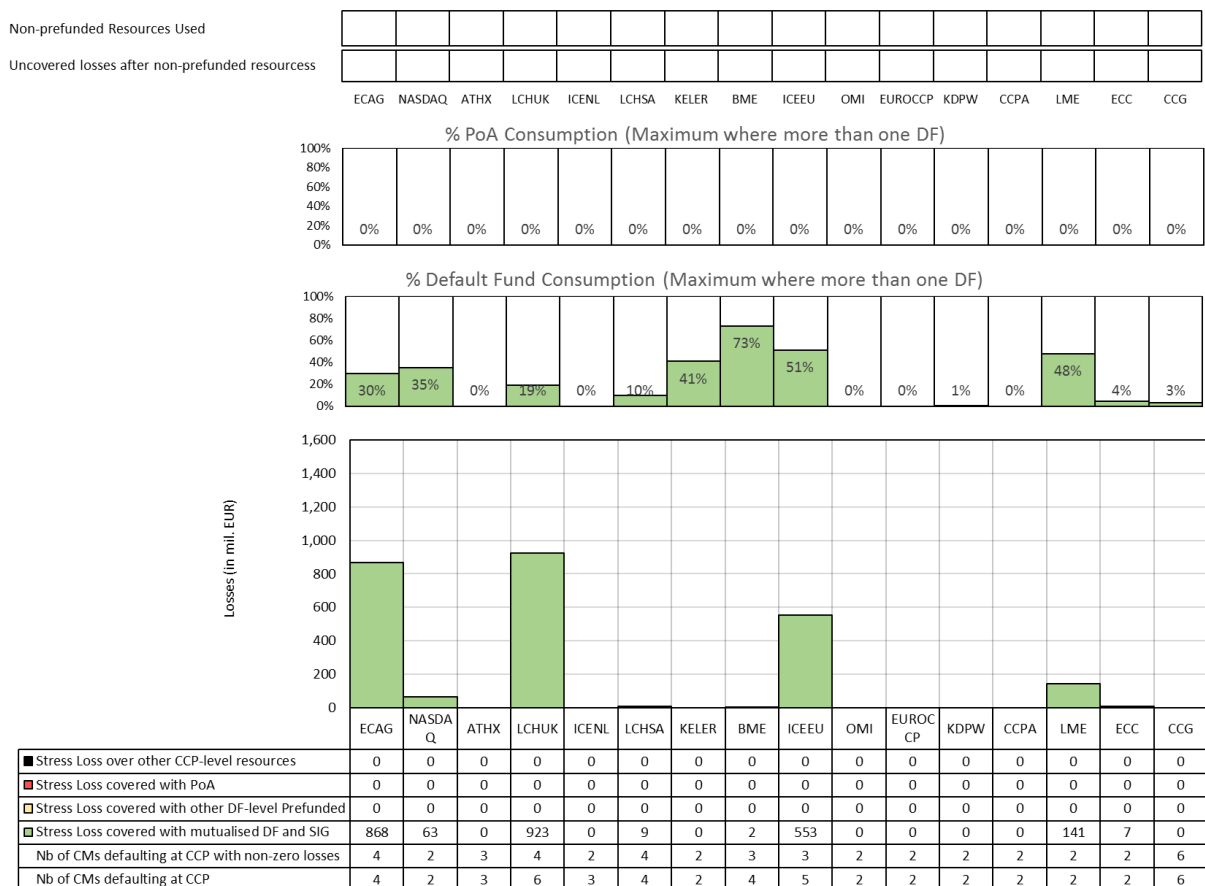 Non-prefunded Resources Used
Uncovered losses after non-prefunded resourcess
ECAG NASDAQ ATHX LCHUK ICENL LCHSA KELER BME ICEEU OMI EUROCCP KDPW CCPA LME ECC CCG
% PoA Consumption (Maximum where more than one DF)
100%
80%
60%
40%
20%
0%
0% 0% 0% 0% 0% 0% 0% 0% 0% 0% 0% 0% 0% 0% 0% 0%
% Default Fund Consumption (Maximum where more than one DF)
100%
80%
60%
40%
20%
0%
30% 35% 0% 19% 0% 10% 41% 73% 51% 0% 0% 1% 0% 48% 4% 3%
Losses (in mil. EUR)
1,600
1,400
1,200
1,000
800
600
400
200
0
ECAG NASDA Q ATHX LCHUK ICENL LCHSA KELER BME ICEEU OMI EUROC CP KDPW CCPA LME ECC CCG
Stress Loss over other CCP-level resources 0 0 0 0 0 0 0 0 0 0 0 0 0 0 0 0
Stress Loss covered with PoA 0 0 0 0 0 0 0 0 0 0 0 0 0 0 0 0
Stress Loss covered with other DF-level Prefunded 0 0 0 0 0 0 0 0 0 0 0 0 0 0 0 0
Stress Loss covered with mutualised DF and SIG 868 63 0 923 0 9 0 2 553 0 0 0 0 141 7 0
Nb of CMs defaulting at CCP with non-zero losses 4 2 3 4 2 4 2 3 3 2 2 2 2 2 2 6
Nb of CMs defaulting at CCP 4 2 3 6 3 4 2 4 5 2 2 2 2 2 2 6